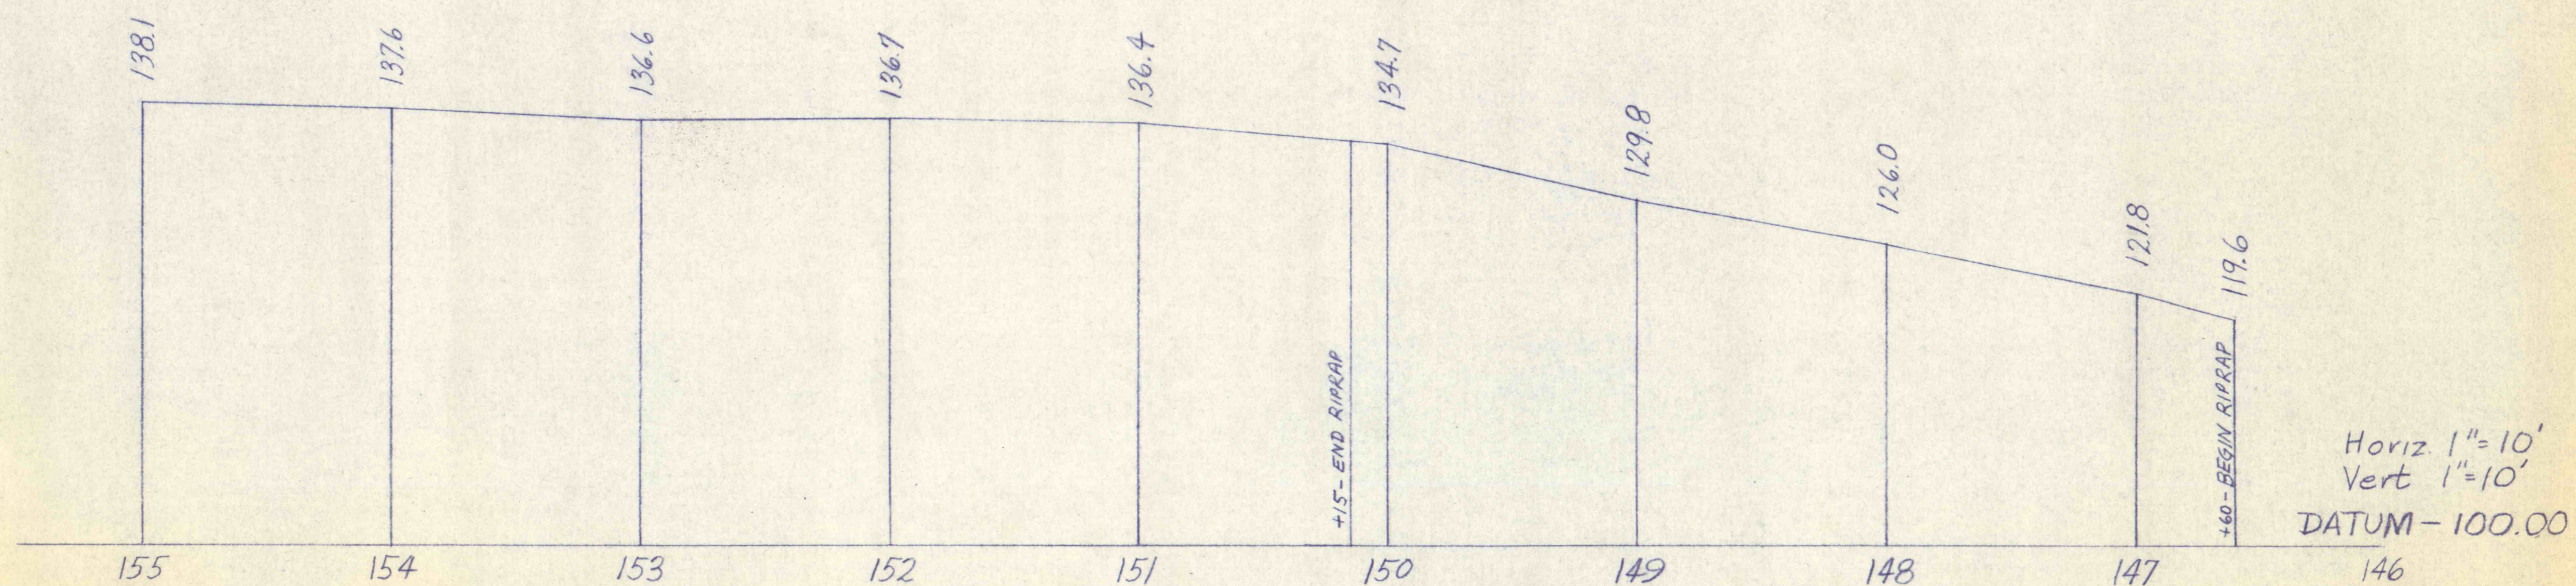 138.1
137.6
136.6
136.7
136.4
134.7
129.8
126.0
121.8
119.6
+15 - END RIPRAP
+60 - BEGIN RIPRAP
Horiz. 1"=10'
Vert 1"=10'
DATUM - 100.00
155 154 153 152 151 150 149 148 147 146